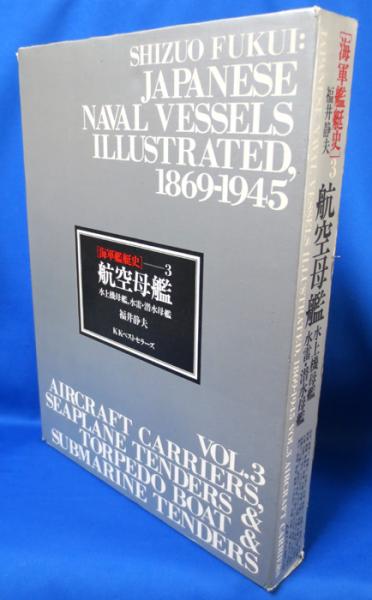 SHIZUO FUKUI:
JAPANESE
NAVAL VESSELS
ILLUSTRATED,
1869-1945
[海軍艦艇史]—3
航空母艦
水上機母艦、水雷・潜水母艦
福井静夫
KKベストセラーズ
VOL.3
AIRCRAFT CARRIERS,
SEAPLANE TENDERS &
TORPEDO BOAT &
SUBMARINE TENDERS
[海軍艦艇史]3
福井静夫
航空母艦
水上機母艦
水雷・潜水母艦